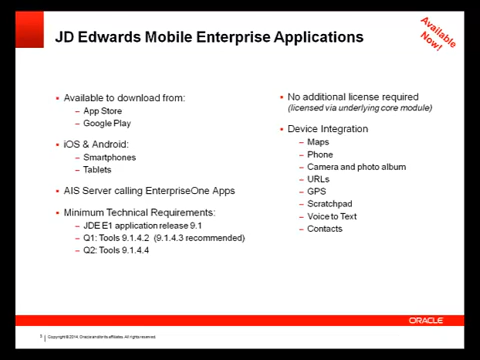 JD Edwards Mobile Enterprise Applications
Available
Now!
▪ Available to download from:
– App Store
– Google Play
▪ iOS & Android:
– Smartphones
– Tablets
▪ AIS Server calling EnterpriseOne Apps
▪ Minimum Technical Requirements:
– JDE E1 application release 9.1
– Q1: Tools 9.1.4.2 (9.1.4.3 recommended)
– Q2: Tools 9.1.4.4
▪ No additional license required
(licensed via underlying core module)
▪ Device Integration
– Maps
– Phone
– Camera and photo album
– URLs
– GPS
– Scratchpad
– Voice to Text
– Contacts
ORACLE
5 Copyright © 2014, Oracle and/or its affiliates. All rights reserved.